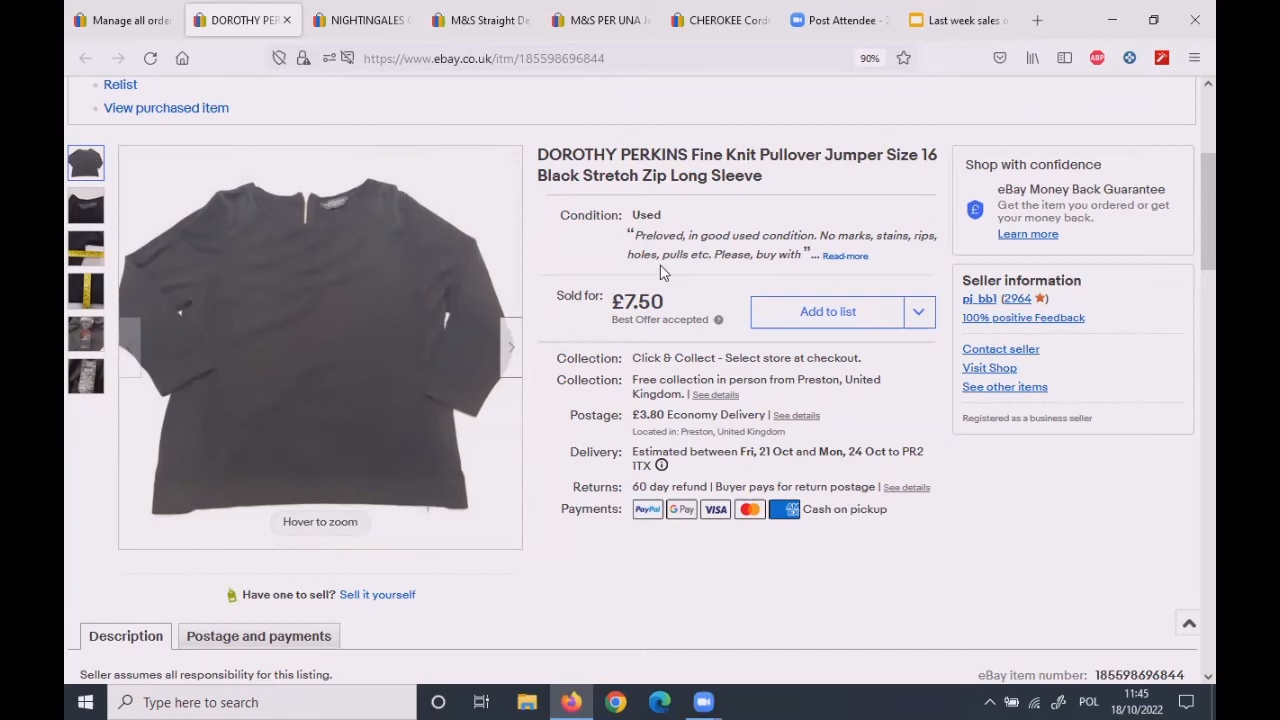 Manage all orde
DOROTHY PER
NIGHTINGALES
M&S Straight De
M&S PER UNA
CHEROKEE Cord
Post Attendee -
Last week sales o
https://www.ebay.co.uk/itm/185598696844
90%
ABP
Relist
View purchased item
DOROTHY PERKINS Fine Knit Pullover Jumper Size 16
Black Stretch Zip Long Sleeve
Condition: Used
“Preloved, in good used condition. No marks, stains, rips,
holes, pulls etc. Please, buy with”... Read more
Sold for: £7.50
Best Offer accepted
Add to list
Collection: Click & Collect - Select store at checkout.
Collection: Free collection in person from Preston, United
Kingdom. | See details
Postage: £3.80 Economy Delivery | See details
Located in: Preston, United Kingdom
Delivery: Estimated between Fri, 21 Oct and Mon, 24 Oct to PR2
1TX
Returns: 60 day refund | Buyer pays for return postage | See details
Payments: PayPal G Pay VISA Cash on pickup
Shop with confidence
eBay Money Back Guarantee
Get the item you ordered or get
your money back.
Learn more
Seller information
pj_bb1 (2964)
100% positive Feedback
Contact seller
Visit Shop
See other items
Registered as a business seller
Hover to zoom
Have one to sell? Sell it yourself
Description
Postage and payments
Seller assumes all responsibility for this listing.
eBay item number: 185598696844
Type here to search
POL
11:45
18/10/2022